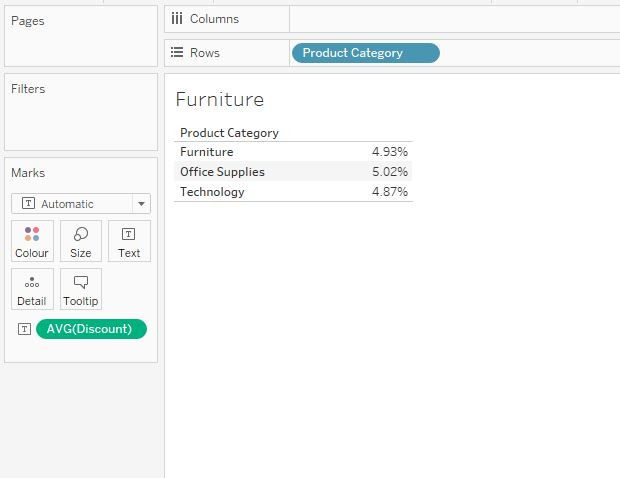 Pages
Columns
Rows
Product Category
Filters
Furniture
Product Category
Furniture 4.93%
Office Supplies 5.02%
Technology 4.87%
Marks
T Automatic
Colour Size T Text
Detail Tooltip
T AVG(Discount)